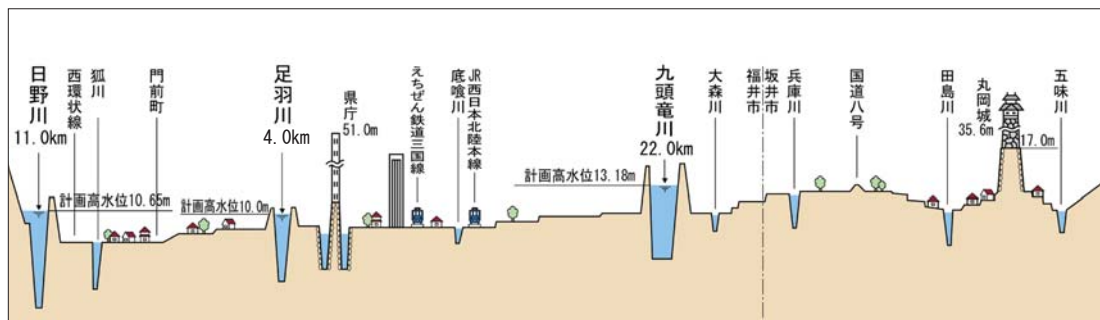 日野川
11.0km
西環状線
狐川
門前町
足羽川
4.0km
県庁
51.0m
えちぜん鉄道三国線
底喰川
JR西日本北陸本線
九頭竜川
22.0km
大森川
福井市
坂井市
兵庫川
国道八号
田島川
丸岡城
35.6m
17.0m
五味川
計画高水位10.65m
計画高水位10.0m
計画高水位13.18m